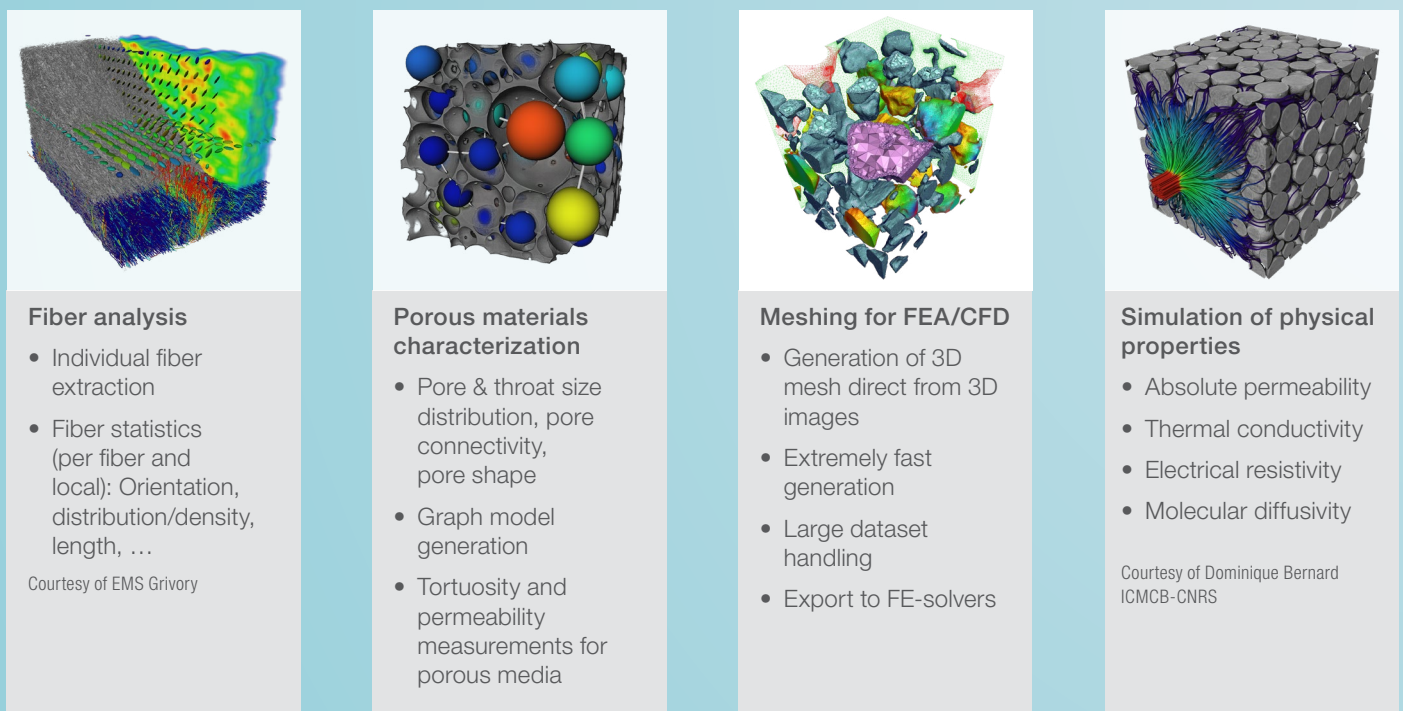 Fiber analysis
• Individual fiber
extraction
• Fiber statistics
(per fiber and
local): Orientation,
distribution/density,
length, …
Courtesy of EMS Grivory
Porous materials
characterization
• Pore & throat size
distribution, pore
connectivity,
pore shape
• Graph model
generation
• Tortuosity and
permeability
measurements for
porous media
Meshing for FEA/CFD
• Generation of 3D
mesh direct from 3D
images
• Extremely fast
generation
• Large dataset
handling
• Export to FE-solvers
Simulation of physical
properties
• Absolute permeability
• Thermal conductivity
• Electrical resistivity
• Molecular diffusivity
Courtesy of Dominique Bernard
ICMCB-CNRS